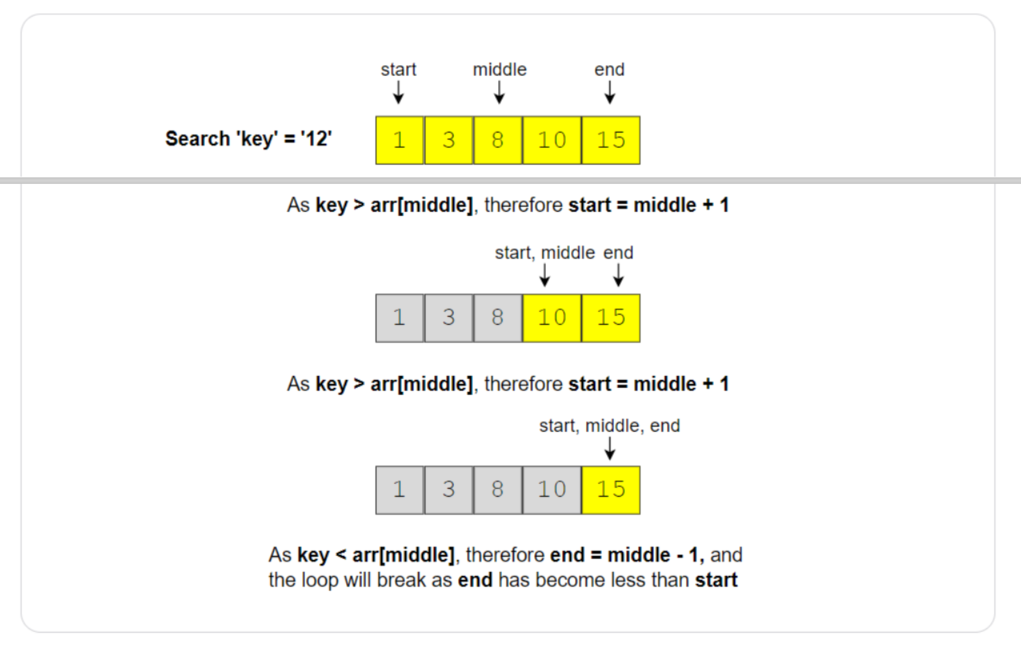 start middle end
Search 'key' = '12' 1 3 8 10 15
As key > arr[middle], therefore start = middle + 1
start, middle end
1 3 8 10 15
As key > arr[middle], therefore start = middle + 1
start, middle, end
1 3 8 10 15
As key < arr[middle], therefore end = middle - 1, and
the loop will break as end has become less than start